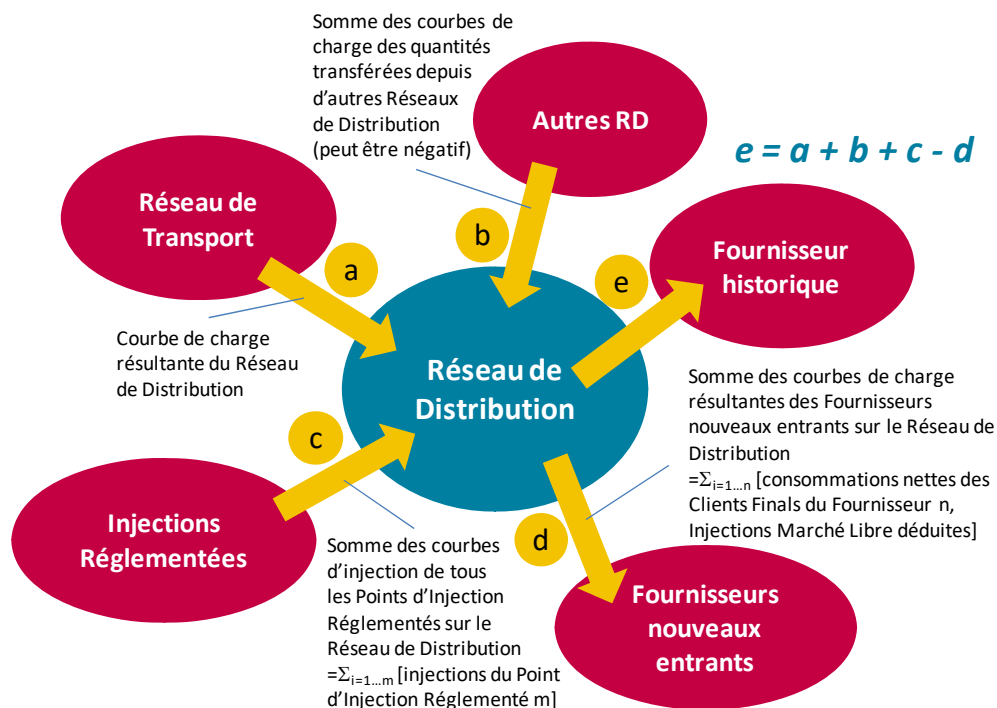 Somme des courbes de
charge des quantités
transférées depuis
d'autres Réseaux
de Distribution
(peut être négatif)
Autres RD
e = a + b + c - d
Réseau de
Transport
a
b
Fournisseur
historique
e
Courbe de charge
résultante du Réseau
de Distribution
Réseau de
Distribution
Somme des courbes de charge
résultantes des Fournisseurs
nouveaux entrants sur le Réseau de
Distribution
=Σi=1...n [consommations nettes des
Clients Finals du Fournisseur n,
Injections Marché Libre déduites]
c
Injections
Réglementées
Somme des courbes
d'injection de tous
les Points d'Injection
Réglementés sur le
Réseau de Distribution
=Σi=1...m [injections du Point
d'Injection Réglementé m]
d
Fournisseurs
nouveaux
entrants